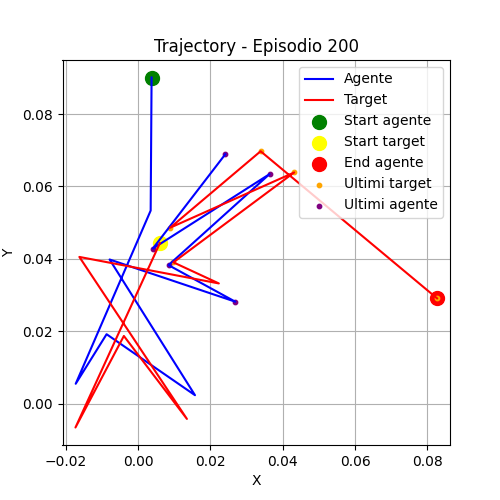 Trajectory - Episodio 200
Agente
Target
Start agente
Start target
End agente
Ultimi target
Ultimi agente
0.08
0.06
0.04
0.02
0.00
Y
−0.02 0.00 0.02 0.04 0.06 0.08
X